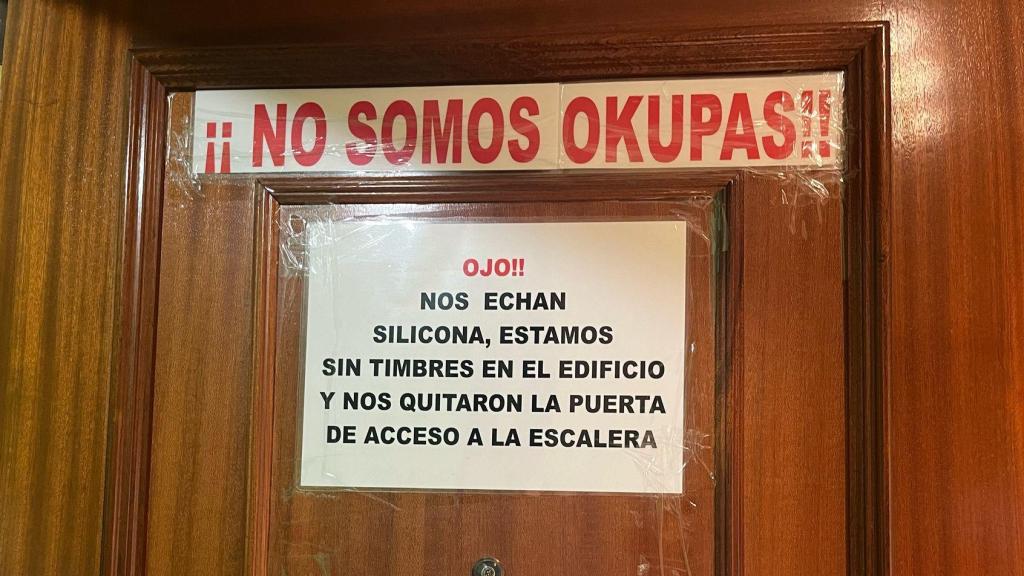 ¡¡ NO SOMOS OKUPAS!!
OJO!!
NOS ECHAN
SILICONA, ESTAMOS
SIN TIMBRES EN EL EDIFICIO
Y NOS QUITARON LA PUERTA
DE ACCESO A LA ESCALERA